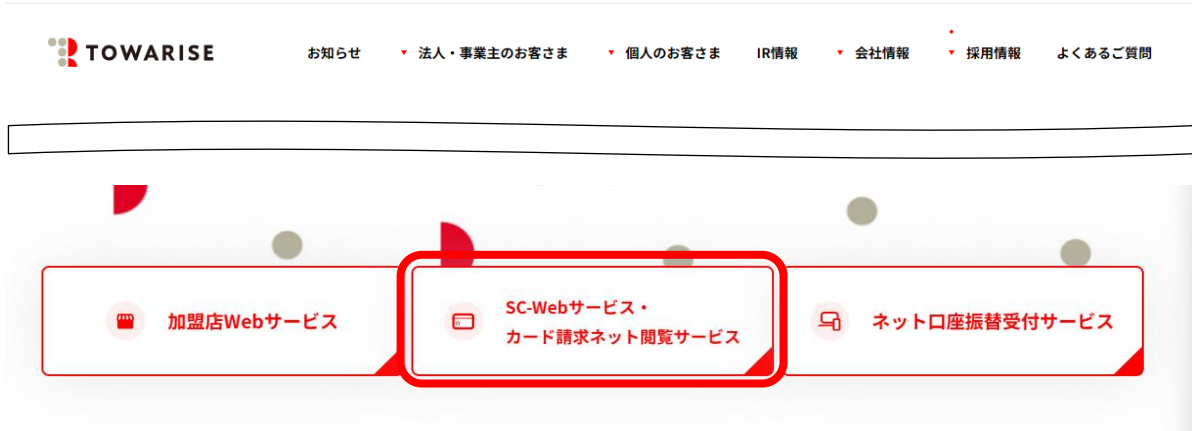 TOWARISE お知らせ 法人・事業主のお客さま 個人のお客さま IR情報 会社情報 採用情報 よくあるご質問
加盟店Webサービス
SC-Webサービス・
カード請求ネット閲覧サービス
ネット口座振替受付サービス